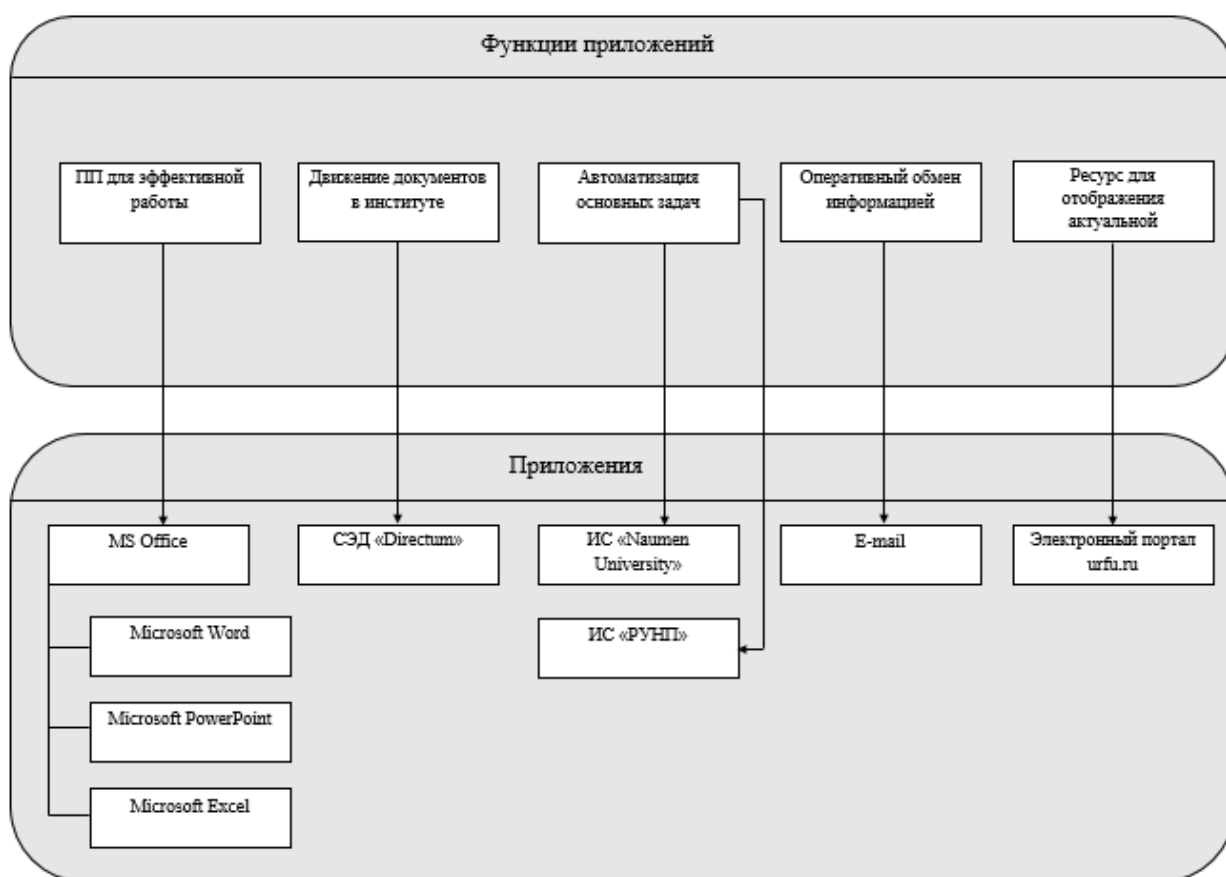 Функции приложений
ПП для эффективной
работы
Движение документов
в институте
Автоматизация
основных задач
Оперативный обмен
информацией
Ресурс для
отображения
актуальной
Приложения
MS Office
СЭД «Directum»
ИС «Naumen
University»
E-mail
Электронный портал
urfu.ru
Microsoft Word
ИС «РУНП»
Microsoft PowerPoint
Microsoft Excel